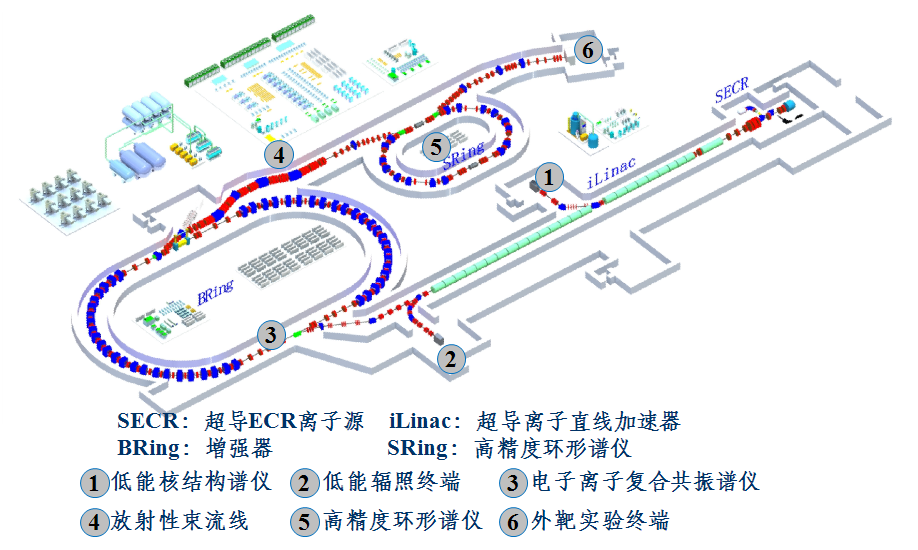 6
SECR
4
5
SRing
iLinac
1
BRing
3
2
SECR: 超导ECR离子源 iLinac: 超导离子直线加速器
BRing: 增强器 SRing: 高精度环形谱仪
1 低能核结构谱仪 2 低能辐照终端 3 电子离子复合共振谱仪
4 放射性束流线 5 高精度环形谱仪 6 外靶实验终端